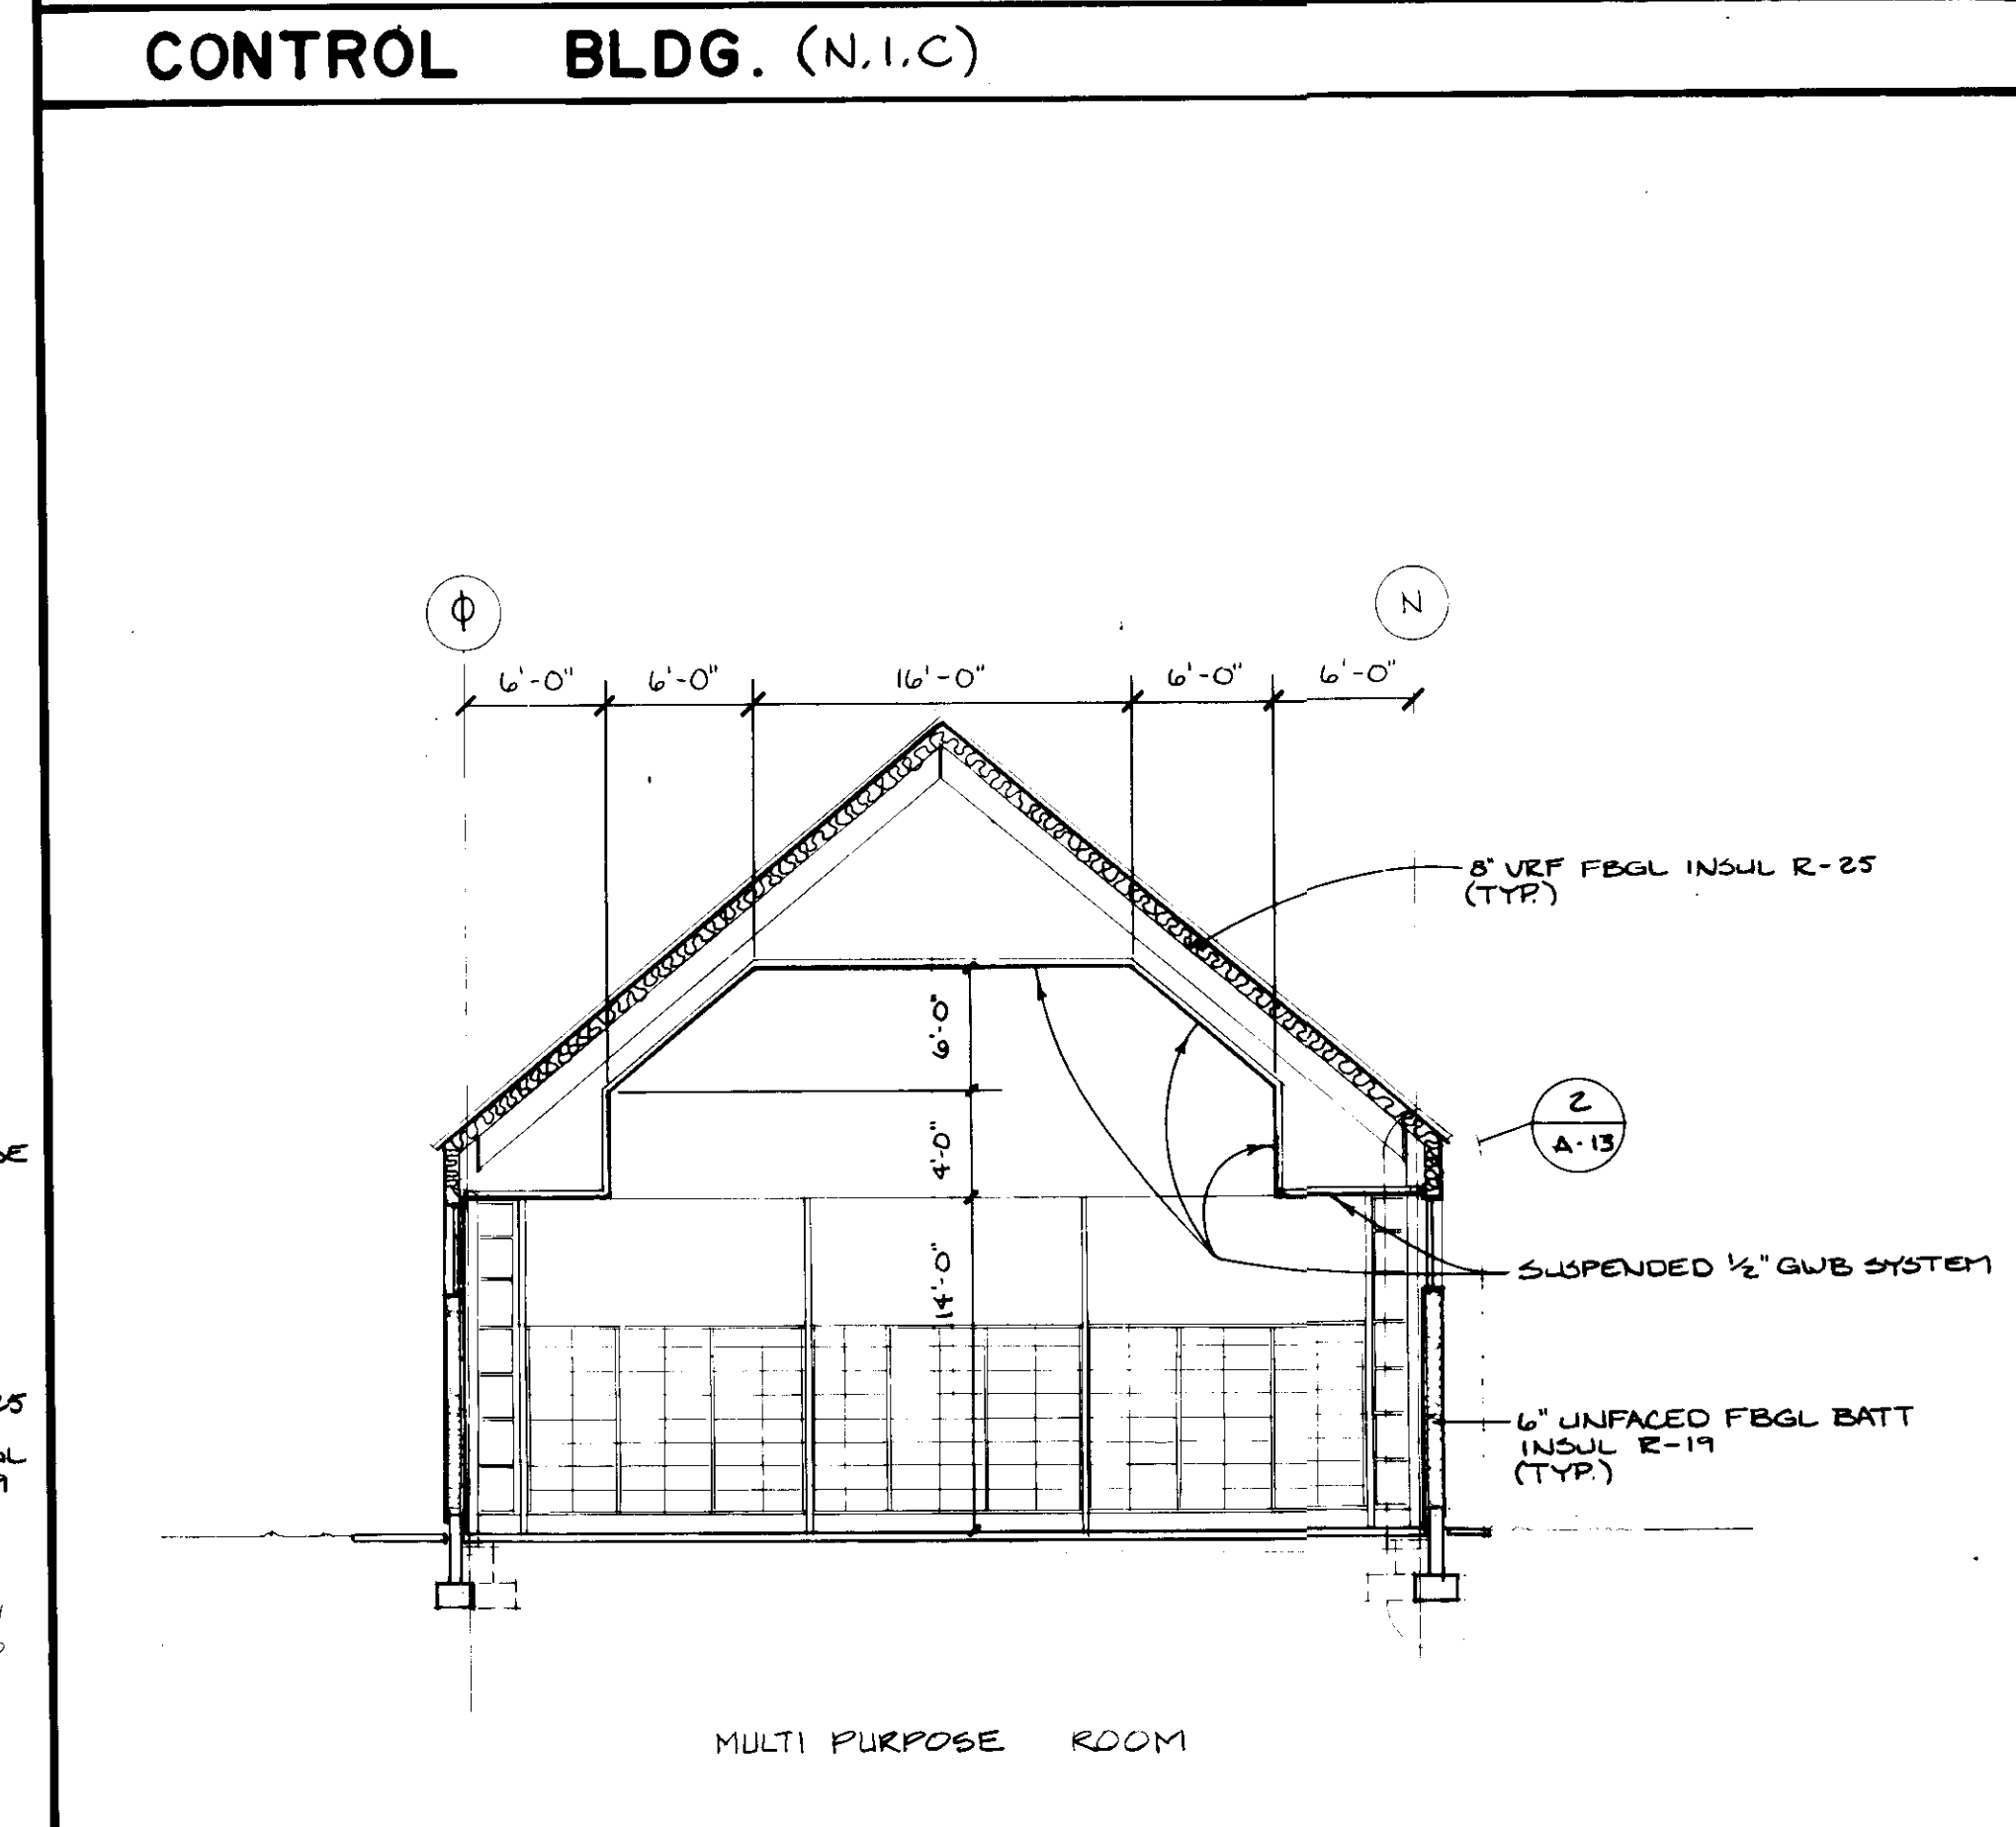 CONTROL BLDG. (N.I.C)
Φ
N
6'-0" 6'-0" 16'-0" 6'-0" 6'-0"
8" VRF FBGL INSUL R-25
(TYP.)
6'-0"
4'-0"
14'-0"
2
A-13
SUSPENDED ½" GWB SYSTEM
6" UNFACED FBGL BATT
INSUL R-19
(TYP.)
MULTI PURPOSE ROOM